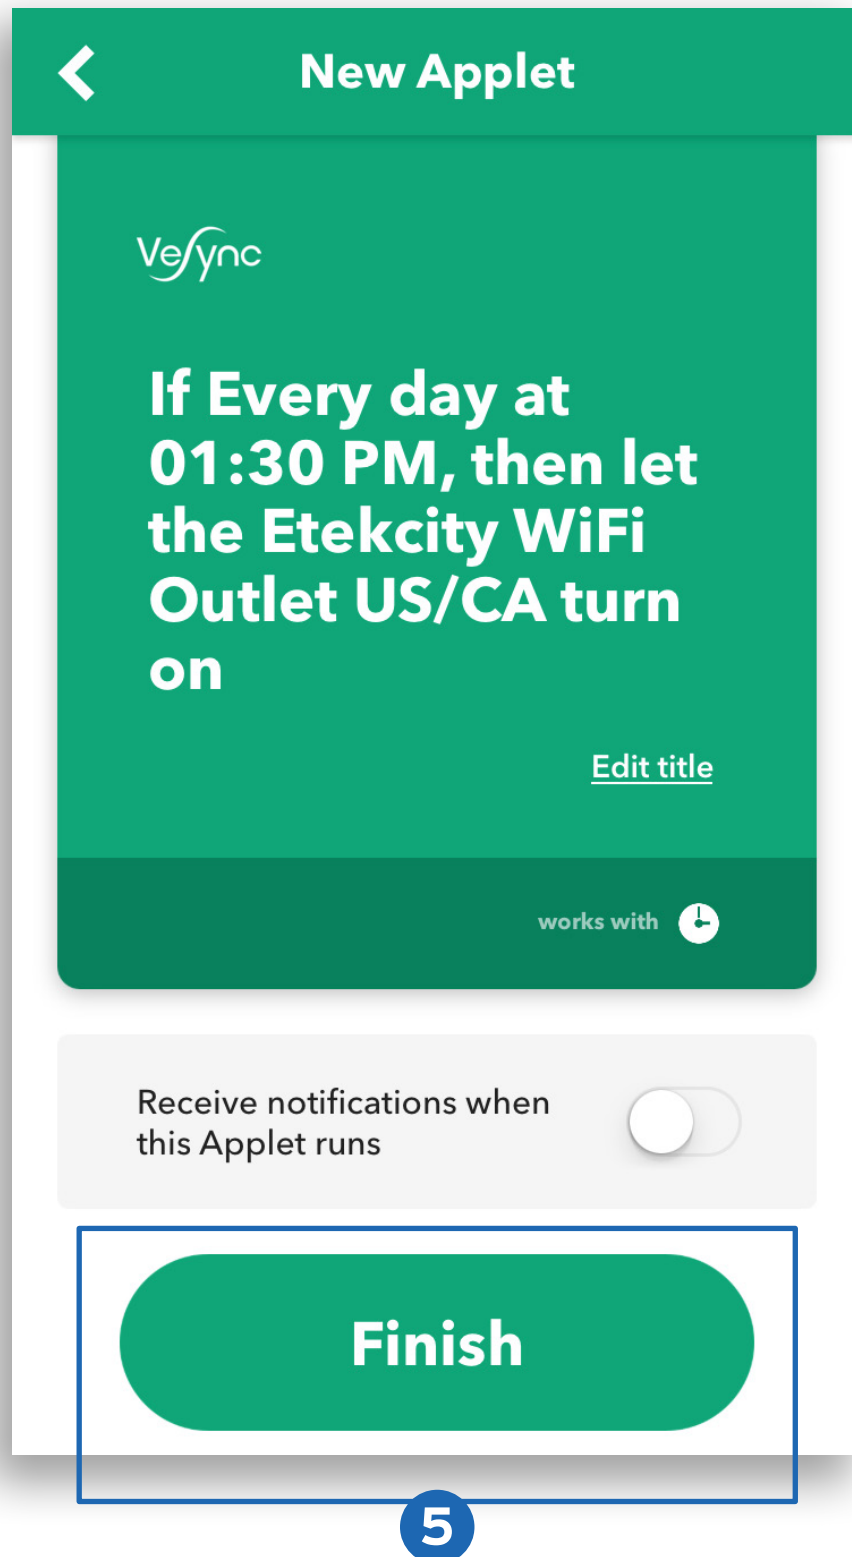 New Applet
VeSync
If Every day at
01:30 PM, then let
the Etekcity WiFi
Outlet US/CA turn
on
Edit title
works with
Receive notifications when
this Applet runs
Finish
5